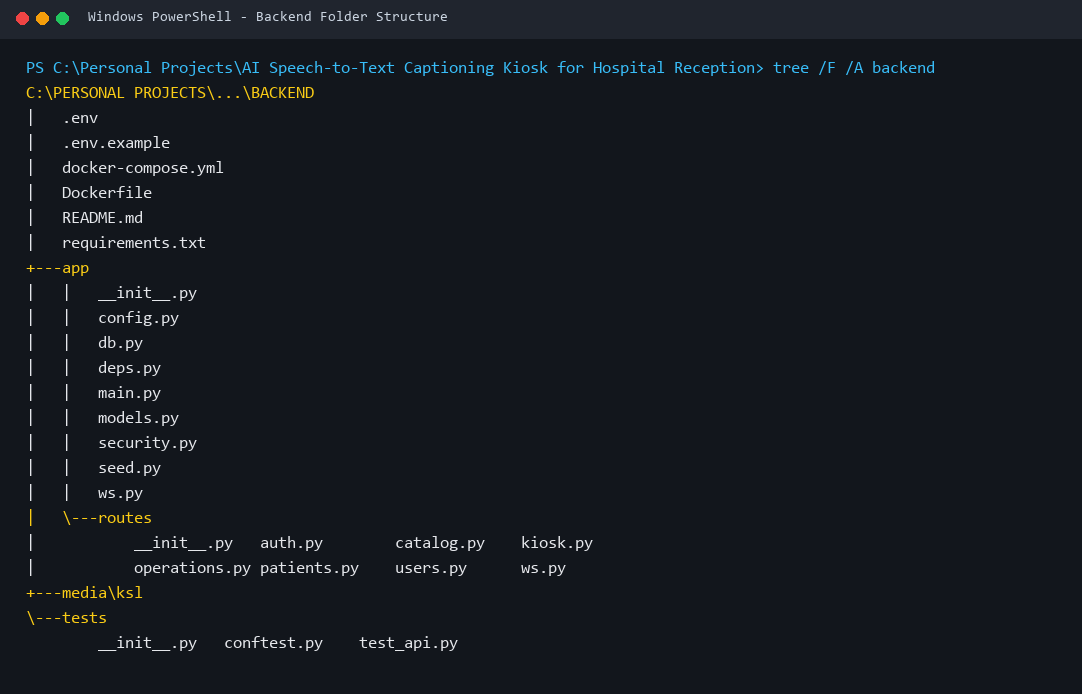 Windows PowerShell - Backend Folder Structure
PS C:\Personal Projects\AI Speech-to-Text Captioning Kiosk for Hospital Reception> tree /F /A backend
C:\PERSONAL PROJECTS\...\BACKEND
|   .env
|   .env.example
|   docker-compose.yml
|   Dockerfile
|   README.md
|   requirements.txt
+---app
|   |   __init__.py
|   |   config.py
|   |   db.py
|   |   deps.py
|   |   main.py
|   |   models.py
|   |   security.py
|   |   seed.py
|   |   ws.py
|   \---routes
|           __init__.py   auth.py        catalog.py    kiosk.py
|           operations.py patients.py    users.py      ws.py
+---media\ksl
\---tests
        __init__.py   conftest.py    test_api.py